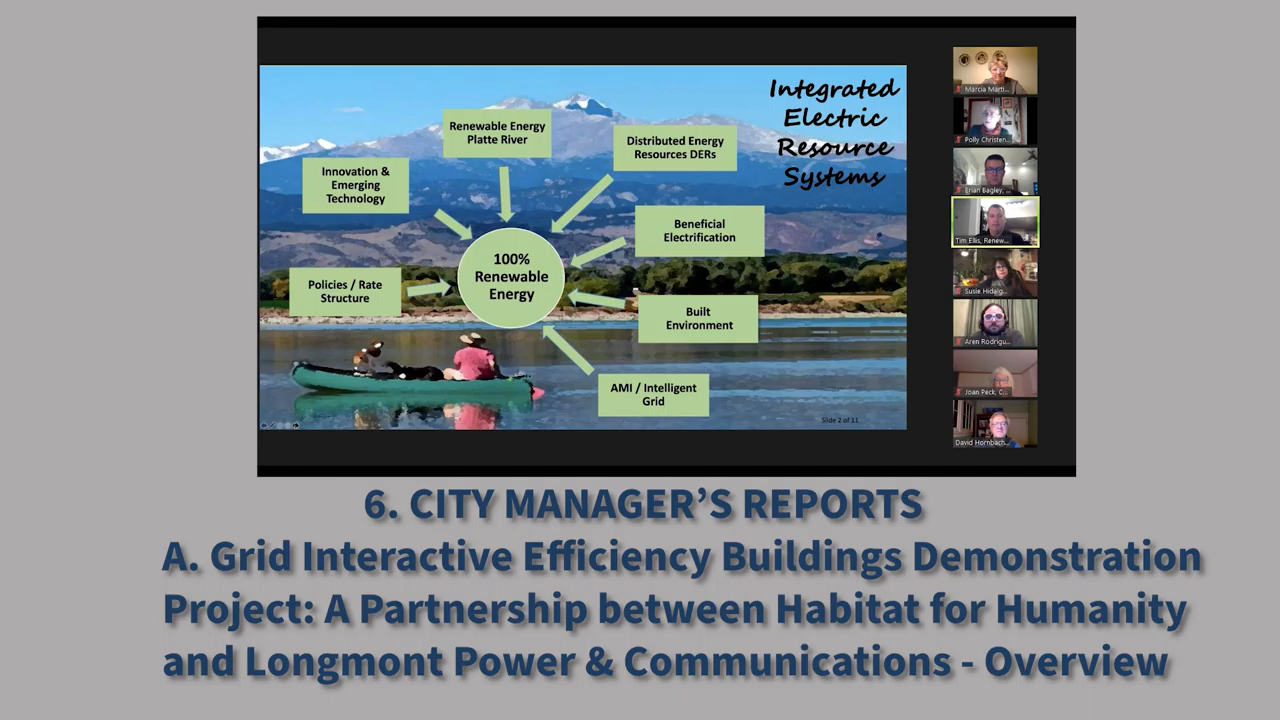 Integrated
Electric
Resource
Systems
Renewable Energy
Platte River
Distributed Energy
Resources DERs
Innovation &
Emerging
Technology
Beneficial
Electrification
100%
Renewable
Energy
Policies / Rate
Structure
Built
Environment
AMI / Intelligent
Grid
Slide 2 of 11
Marcia Marti...
Polly Christen...
Brian Bagley, ...
Tim Ellis, Renew...
Susie Hidalg...
Aren Rodrigu...
Joan Peck, C...
David Hornbach...
6. CITY MANAGER’S REPORTS
A. Grid Interactive Efficiency Buildings Demonstration
Project: A Partnership between Habitat for Humanity
and Longmont Power & Communications - Overview